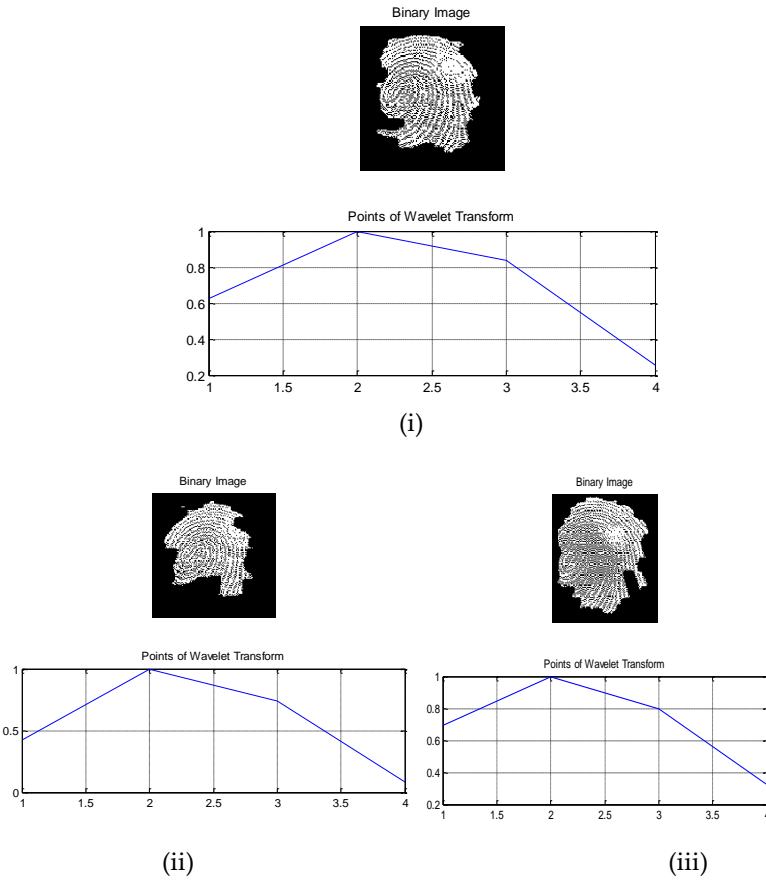 Binary Image
Points of Wavelet Transform
1
0.8
0.6
0.4
0.2
1 1.5 2 2.5 3 3.5 4
(i)
Binary Image
Points of Wavelet Transform
1
0.5
0
1 1.5 2 2.5 3 3.5 4
(ii)
Binary Image
Points of Wavelet Transform
1
0.8
0.6
0.4
0.2
1 1.5 2 2.5 3 3.5 4
(iii)